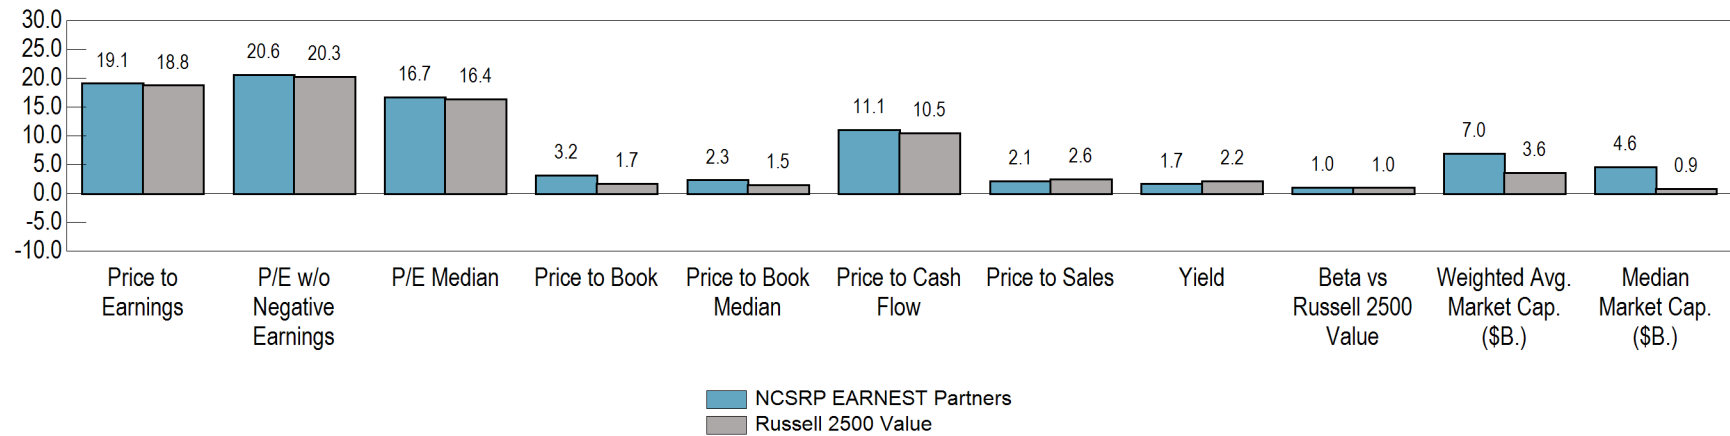 30.0
25.0
20.0
15.0
10.0
5.0
0.0
-5.0
-10.0
19.1 18.8
20.6 20.3
16.7 16.4
3.2 1.7
2.3 1.5
11.1 10.5
2.1 2.6
1.7 2.2
1.0 1.0
7.0 3.6
4.6 0.9
Price to
Earnings
P/E w/o
Negative
Earnings
P/E Median
Price to Book
Price to Book
Median
Price to Cash
Flow
Price to Sales
Yield
Beta vs
Russell 2500
Value
Weighted Avg.
Market Cap.
($B.)
Median
Market Cap.
($B.)
NCSRP EARNEST Partners
Russell 2500 Value